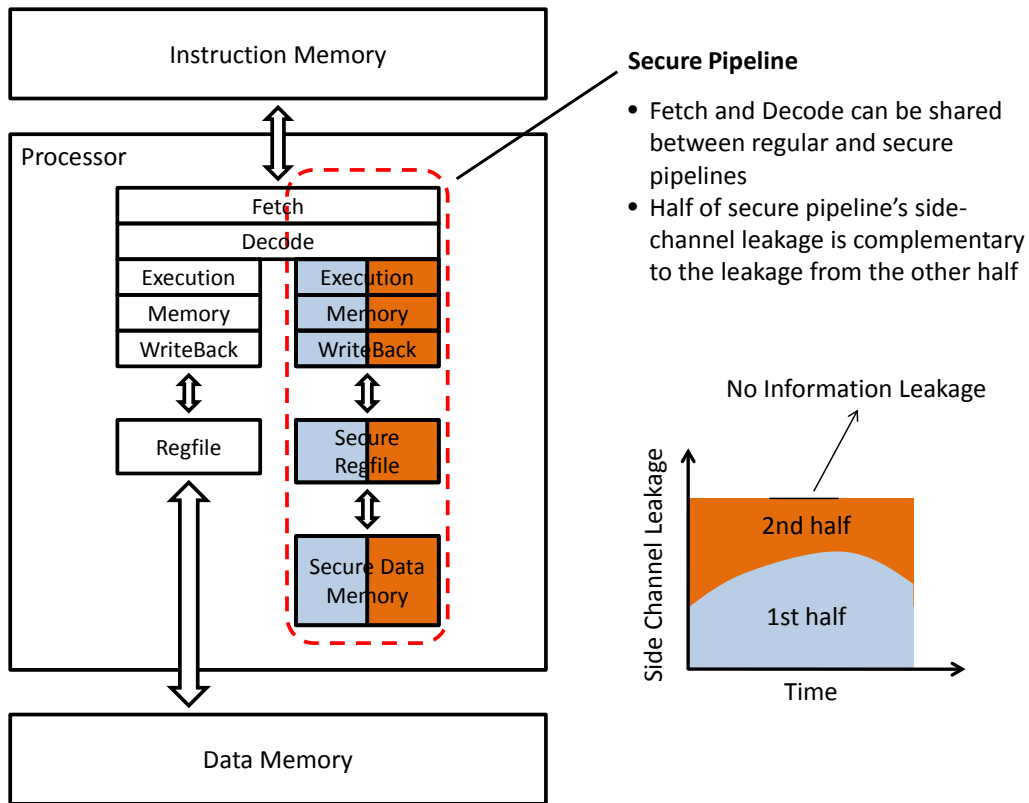 Instruction Memory
Processor
Fetch
Decode
Execution
Memory
WriteBack
Regfile
Execution
Memory
WriteBack
Secure
Regfile
Secure Data
Memory
Data Memory
Secure Pipeline
• Fetch and Decode can be shared
between regular and secure
pipelines
• Half of secure pipeline’s side-
channel leakage is complementary
to the leakage from the other half
No Information Leakage
Side Channel Leakage
2nd half
1st half
Time